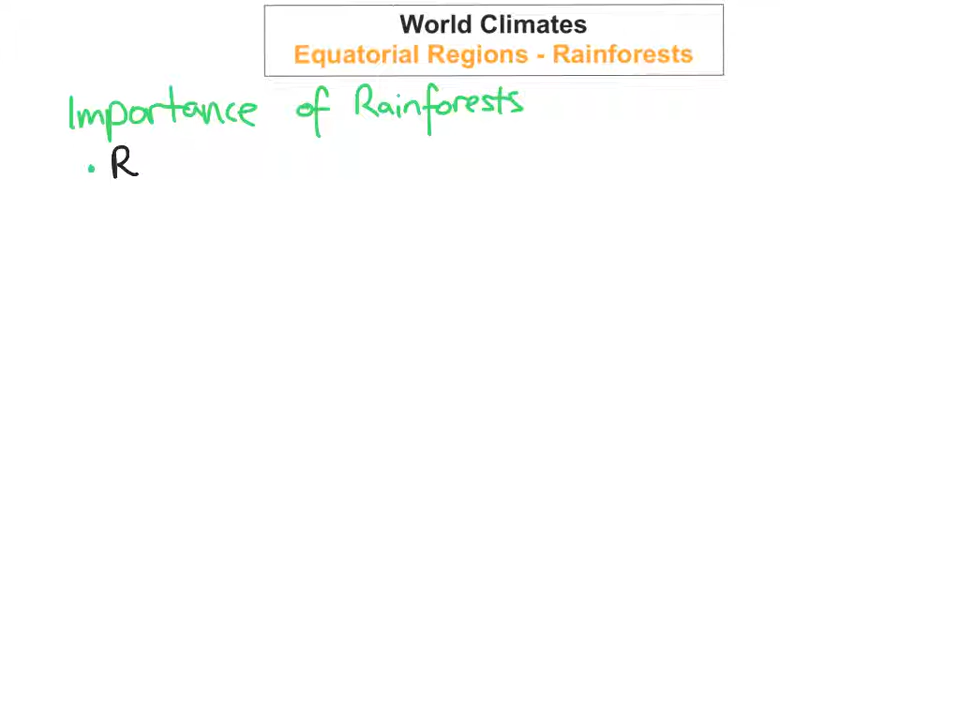 World Climates
Equatorial Regions - Rainforests
Importance of Rainforests
• R